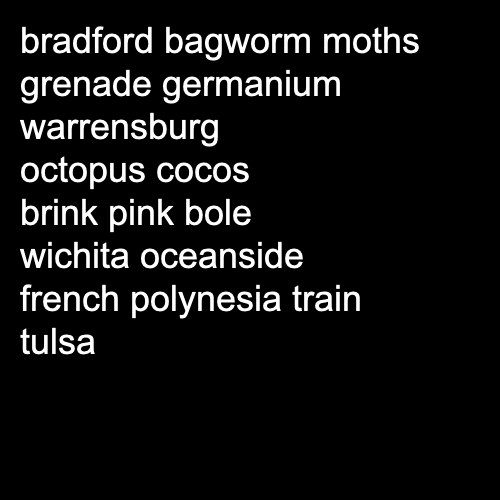 bradford bagworm moths
grenade germanium
warrensburg
octopus cocos
brink pink bole
wichita oceanside
french polynesia train
tulsa